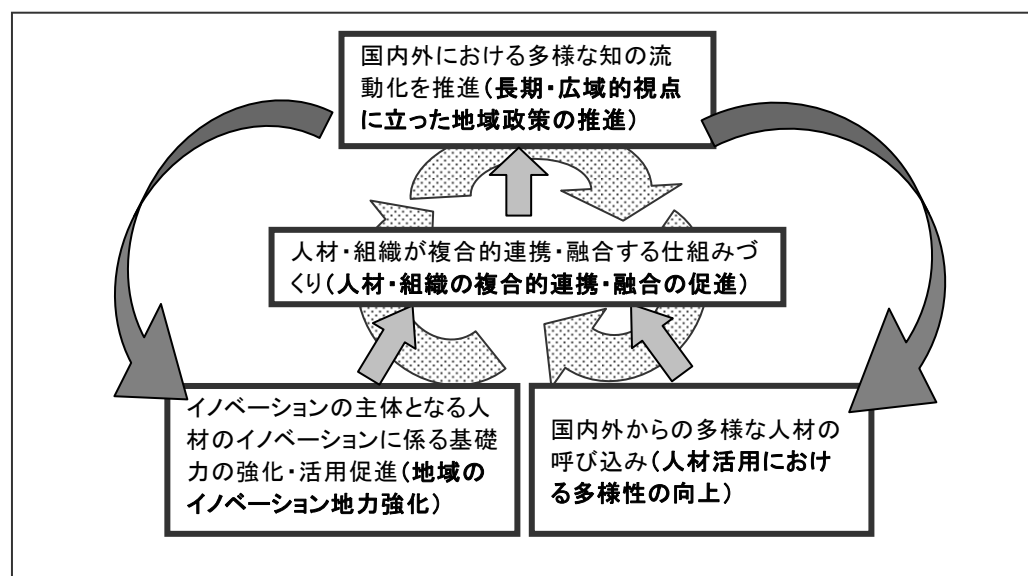 国内外における多様な知の流
動化を推進(長期・広域的視点
に立った地域政策の推進)
人材・組織が複合的連携・融合する仕組みづ
くり(人材・組織の複合的連携・融合の促進)
イノベーションの主体となる人
材のイノベーションに係る基礎
力の強化・活用促進(地域の
イノベーション地力強化)
国内外からの多様な人材の
呼び込み(人材活用におけ
る多様性の向上)